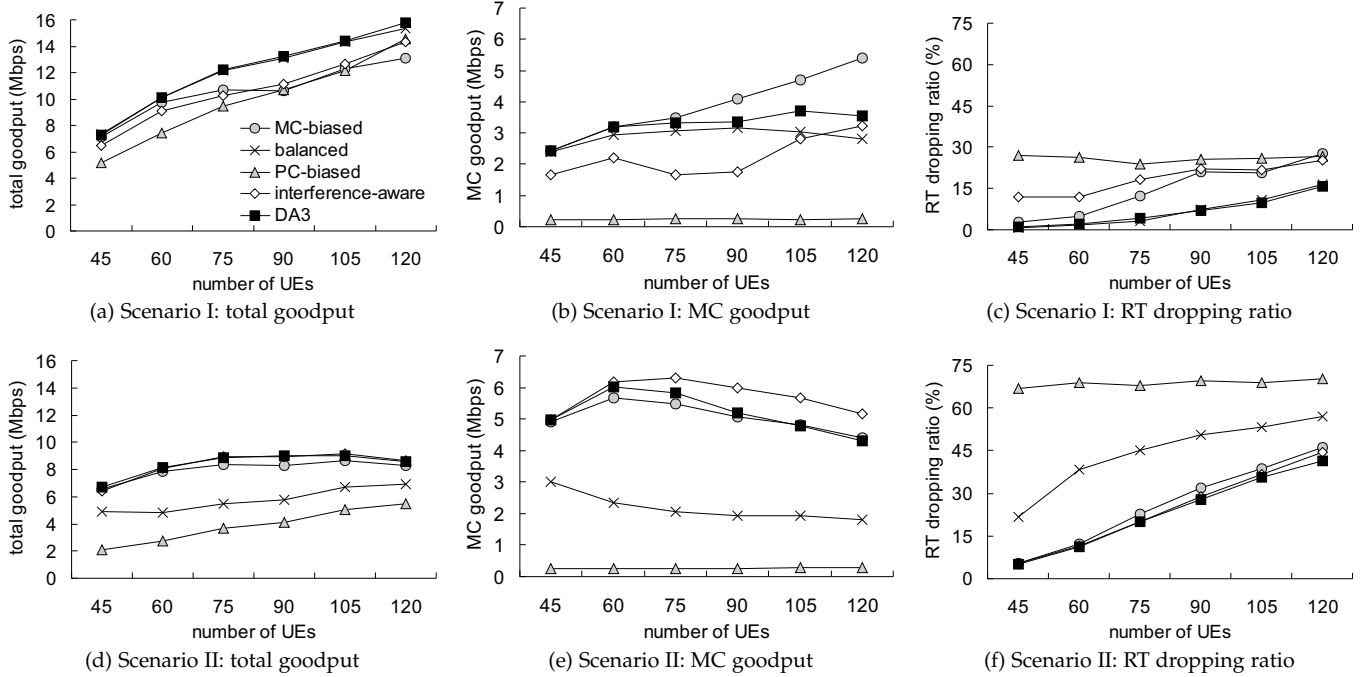 total goodput (Mbps)
16
14
12
10
8
6
4
2
0
45 60 75 90 105 120
number of UEs
MC-biased
balanced
PC-biased
interference-aware
DA3
(a) Scenario I: total goodput
MC goodput (Mbps)
7
6
5
4
3
2
1
0
45 60 75 90 105 120
number of UEs
(b) Scenario I: MC goodput
RT dropping ratio (%)
75
60
45
30
15
0
45 60 75 90 105 120
number of UEs
(c) Scenario I: RT dropping ratio
total goodput (Mbps)
16
14
12
10
8
6
4
2
0
45 60 75 90 105 120
number of UEs
(d) Scenario II: total goodput
MC goodput (Mbps)
7
6
5
4
3
2
1
0
45 60 75 90 105 120
number of UEs
(e) Scenario II: MC goodput
RT dropping ratio (%)
75
60
45
30
15
0
45 60 75 90 105 120
number of UEs
(f) Scenario II: RT dropping ratio